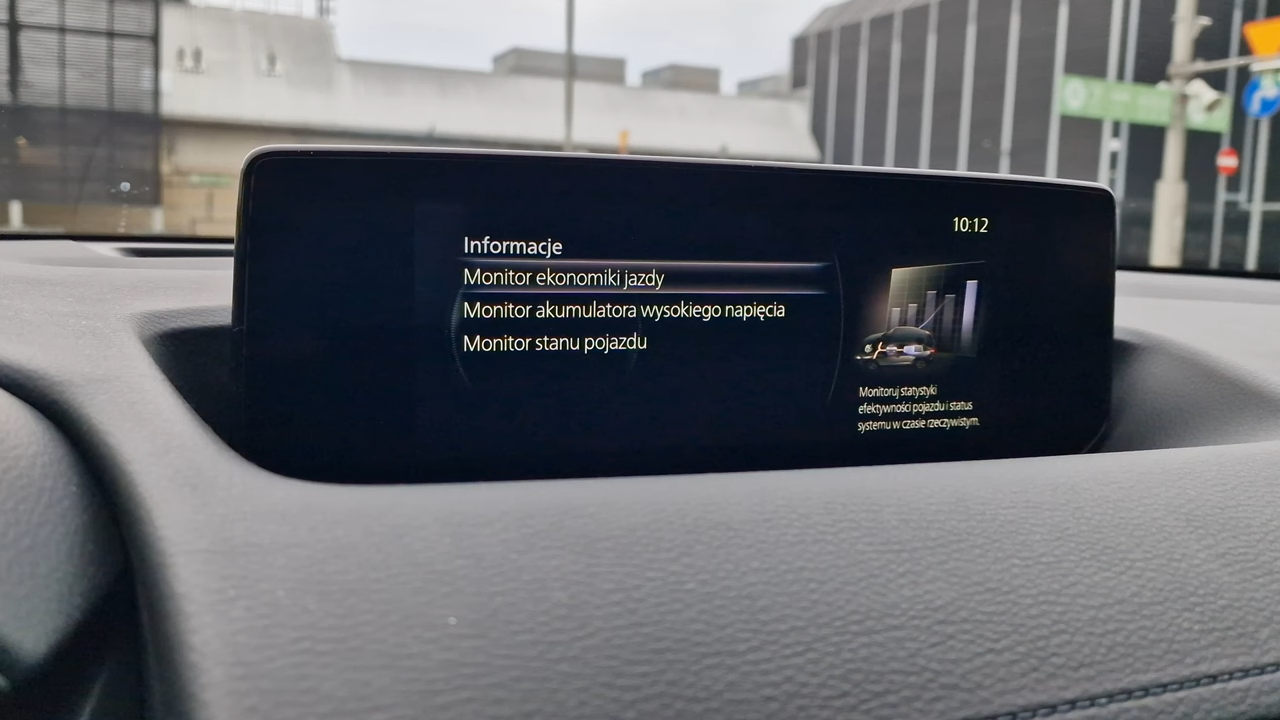 10:12
Informacje
Monitor ekonomiki jazdy
Monitor akumulatora wysokiego napięcia
Monitor stanu pojazdu
Monitoruj statystyki
efektywności pojazdu i status
systemu w czasie rzeczywistym.